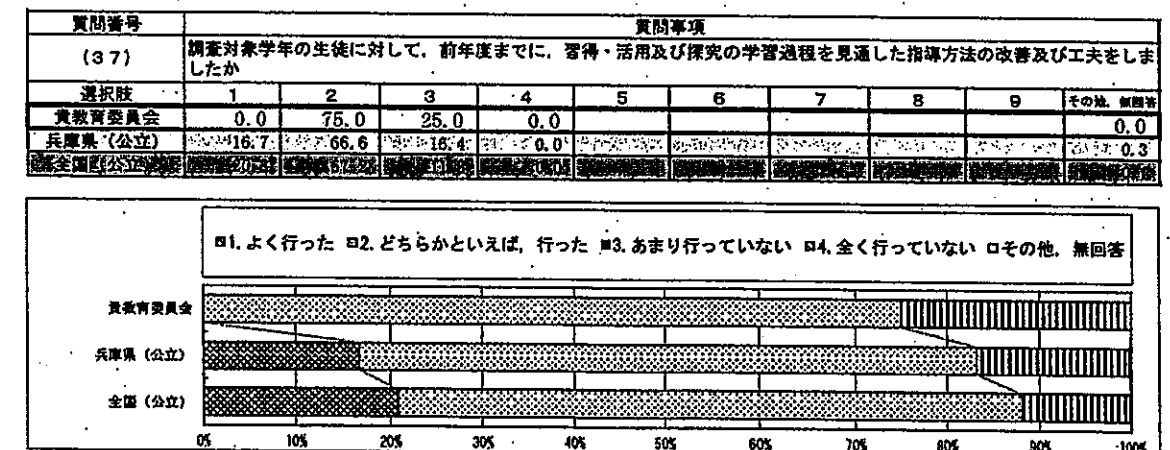 質問番号 質問事項
(37) 調査対象学年の生徒に対して，前年度までに，習得・活用及び探究の学習過程を見通した指導方法の改善及び工夫をしま
したか
選択肢 1 2 3 4 5 6 7 8 9 その他，無回答
貴教育委員会 0.0 75.0 25.0 0.0 0.0
兵庫県（公立） 16.7 66.6 16.4 0.0 0.3
全国（公立）
1.よく行った 2.どちらかといえば，行った 3.あまり行っていない 4.全く行っていない その他，無回答
貴教育委員会
兵庫県（公立）
全国（公立）
0% 10% 20% 30% 40% 50% 60% 70% 80% 90% 100%